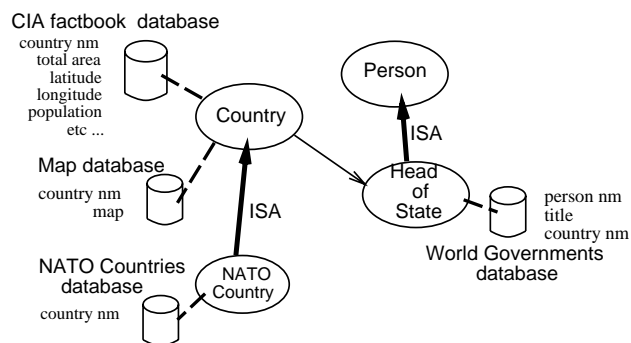 CIA factbook database
country nm
total area
latitude
longitude
population
etc ...
Country
Person
ISA
Head
of
State
person nm
title
country nm
World Governments
database
Map database
country nm
map
ISA
NATO Countries
database
country nm
NATO
Country